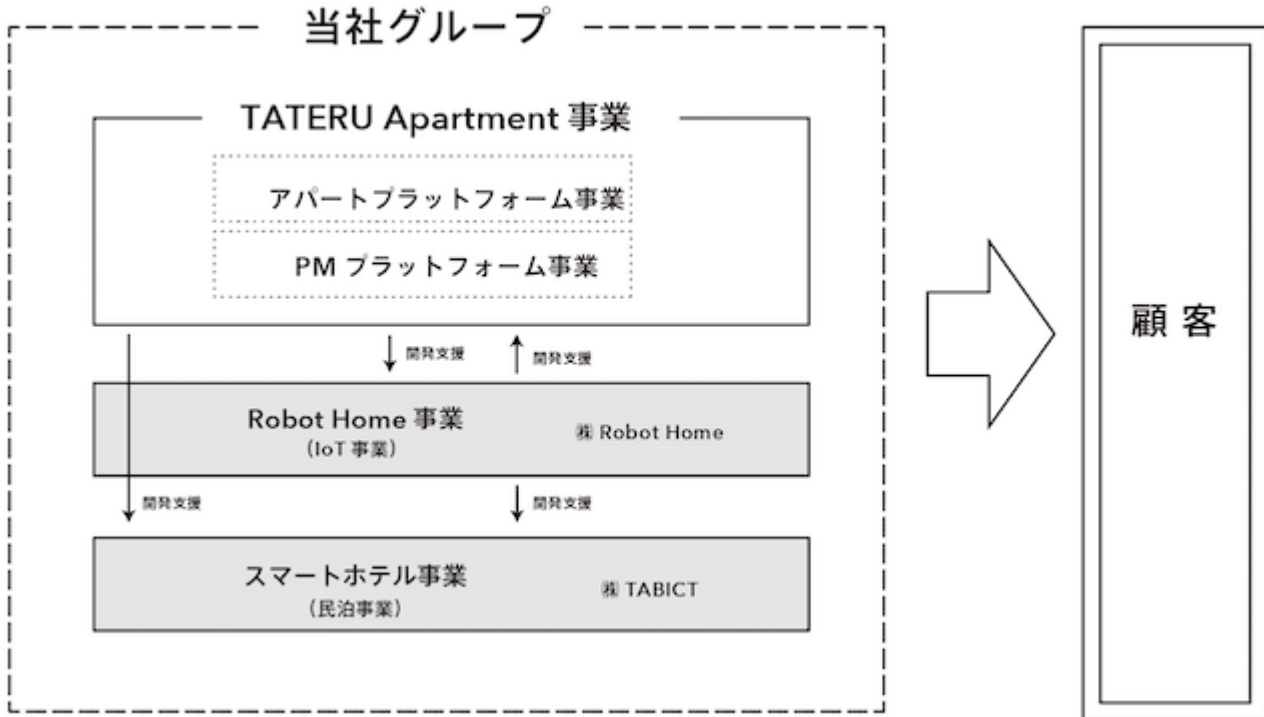 当社グループ
TATERU Apartment 事業
アパートプラットフォーム事業
PM プラットフォーム事業
開発支援
開発支援
Robot Home 事業
(IoT 事業)
㈱ Robot Home
開発支援
開発支援
スマートホテル事業
(民泊事業)
㈱ TABICT
顧客